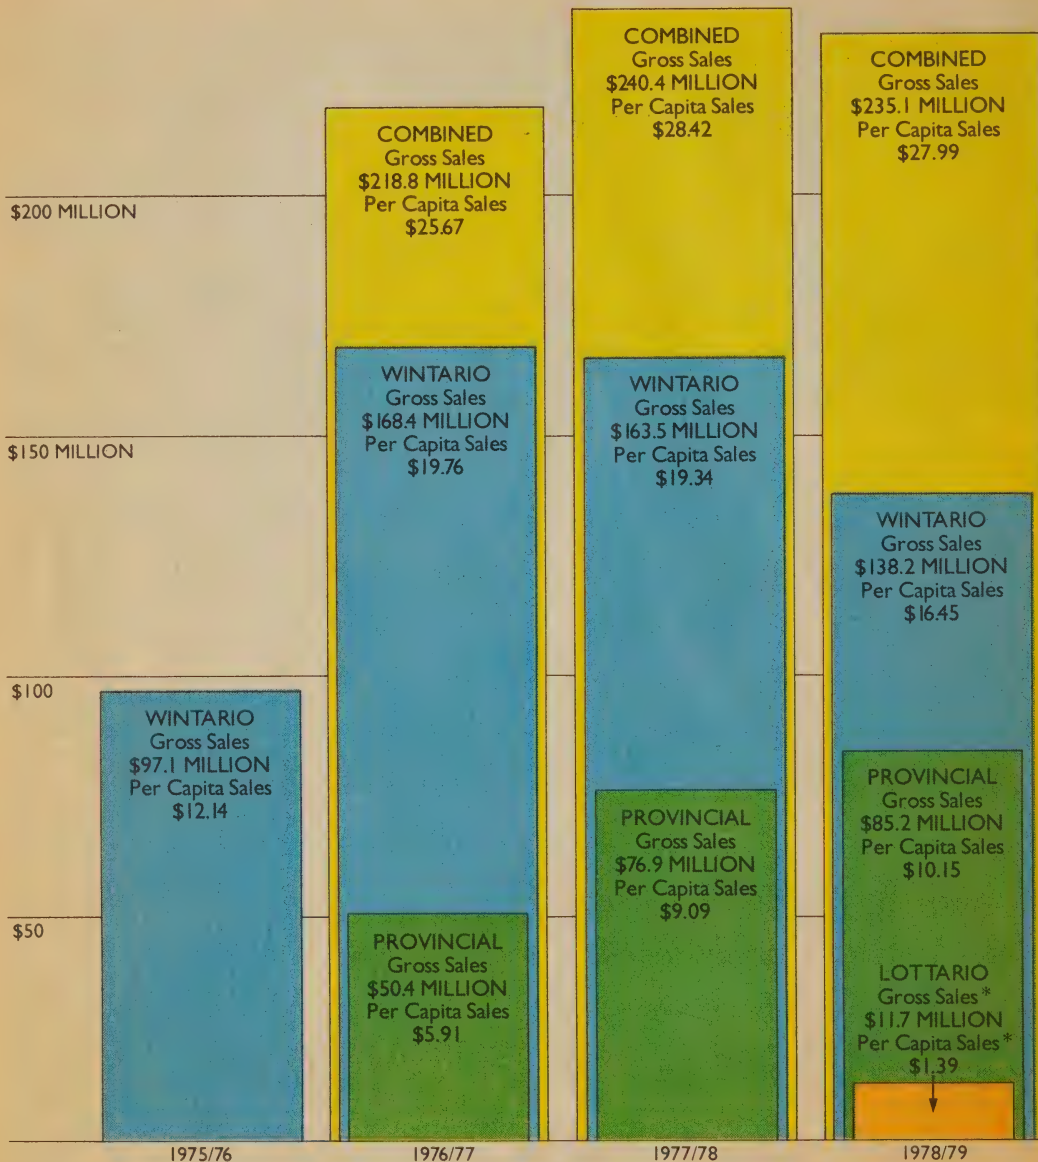 COMBINED
Gross Sales
$218.8 MILLION
Per Capita Sales
$25.67
COMBINED
Gross Sales
$240.4 MILLION
Per Capita Sales
$28.42
COMBINED
Gross Sales
$235.1 MILLION
Per Capita Sales
$27.99
$200 MILLION
WINTARIO
Gross Sales
$168.4 MILLION
Per Capita Sales
$19.76
WINTARIO
Gross Sales
$163.5 MILLION
Per Capita Sales
$19.34
$150 MILLION
WINTARIO
Gross Sales
$138.2 MILLION
Per Capita Sales
$16.45
$100
WINTARIO
Gross Sales
$97.1 MILLION
Per Capita Sales
$12.14
PROVINCIAL
Gross Sales
$76.9 MILLION
Per Capita Sales
$9.09
PROVINCIAL
Gross Sales
$85.2 MILLION
Per Capita Sales
$10.15
$50
PROVINCIAL
Gross Sales
$50.4 MILLION
Per Capita Sales
$5.91
LOTTARIO
Gross Sales*
$11.7 MILLION
Per Capita Sales*
$1.39
1975/76
1976/77
1977/78
1978/79